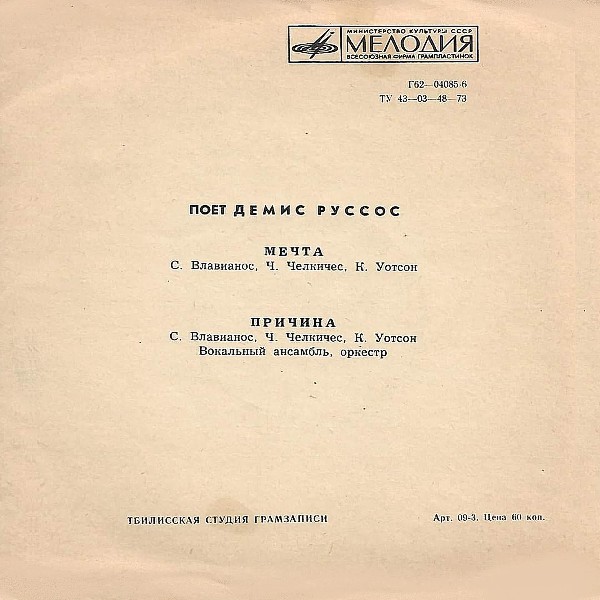 МИНИСТЕРСТВО КУЛЬТУРЫ СССР
МЕЛОДИЯ
ВСЕСОЮЗНАЯ ФИРМА ГРАМПЛАСТИНОК
Г62—04085-6
ТУ 43—03—48—73
ПОЕТ ДЕМИС РУССОС
МЕЧТА
С. Влавианос, Ч. Челкичес, К. Уотсон
ПРИЧИНА
С. Влавианос, Ч. Челкичес, К. Уотсон
Вокальный ансамбль, оркестр
ТБИЛИССКАЯ СТУДИЯ ГРАМЗАПИСИ
Арт. 09-3. Цена 60 коп.